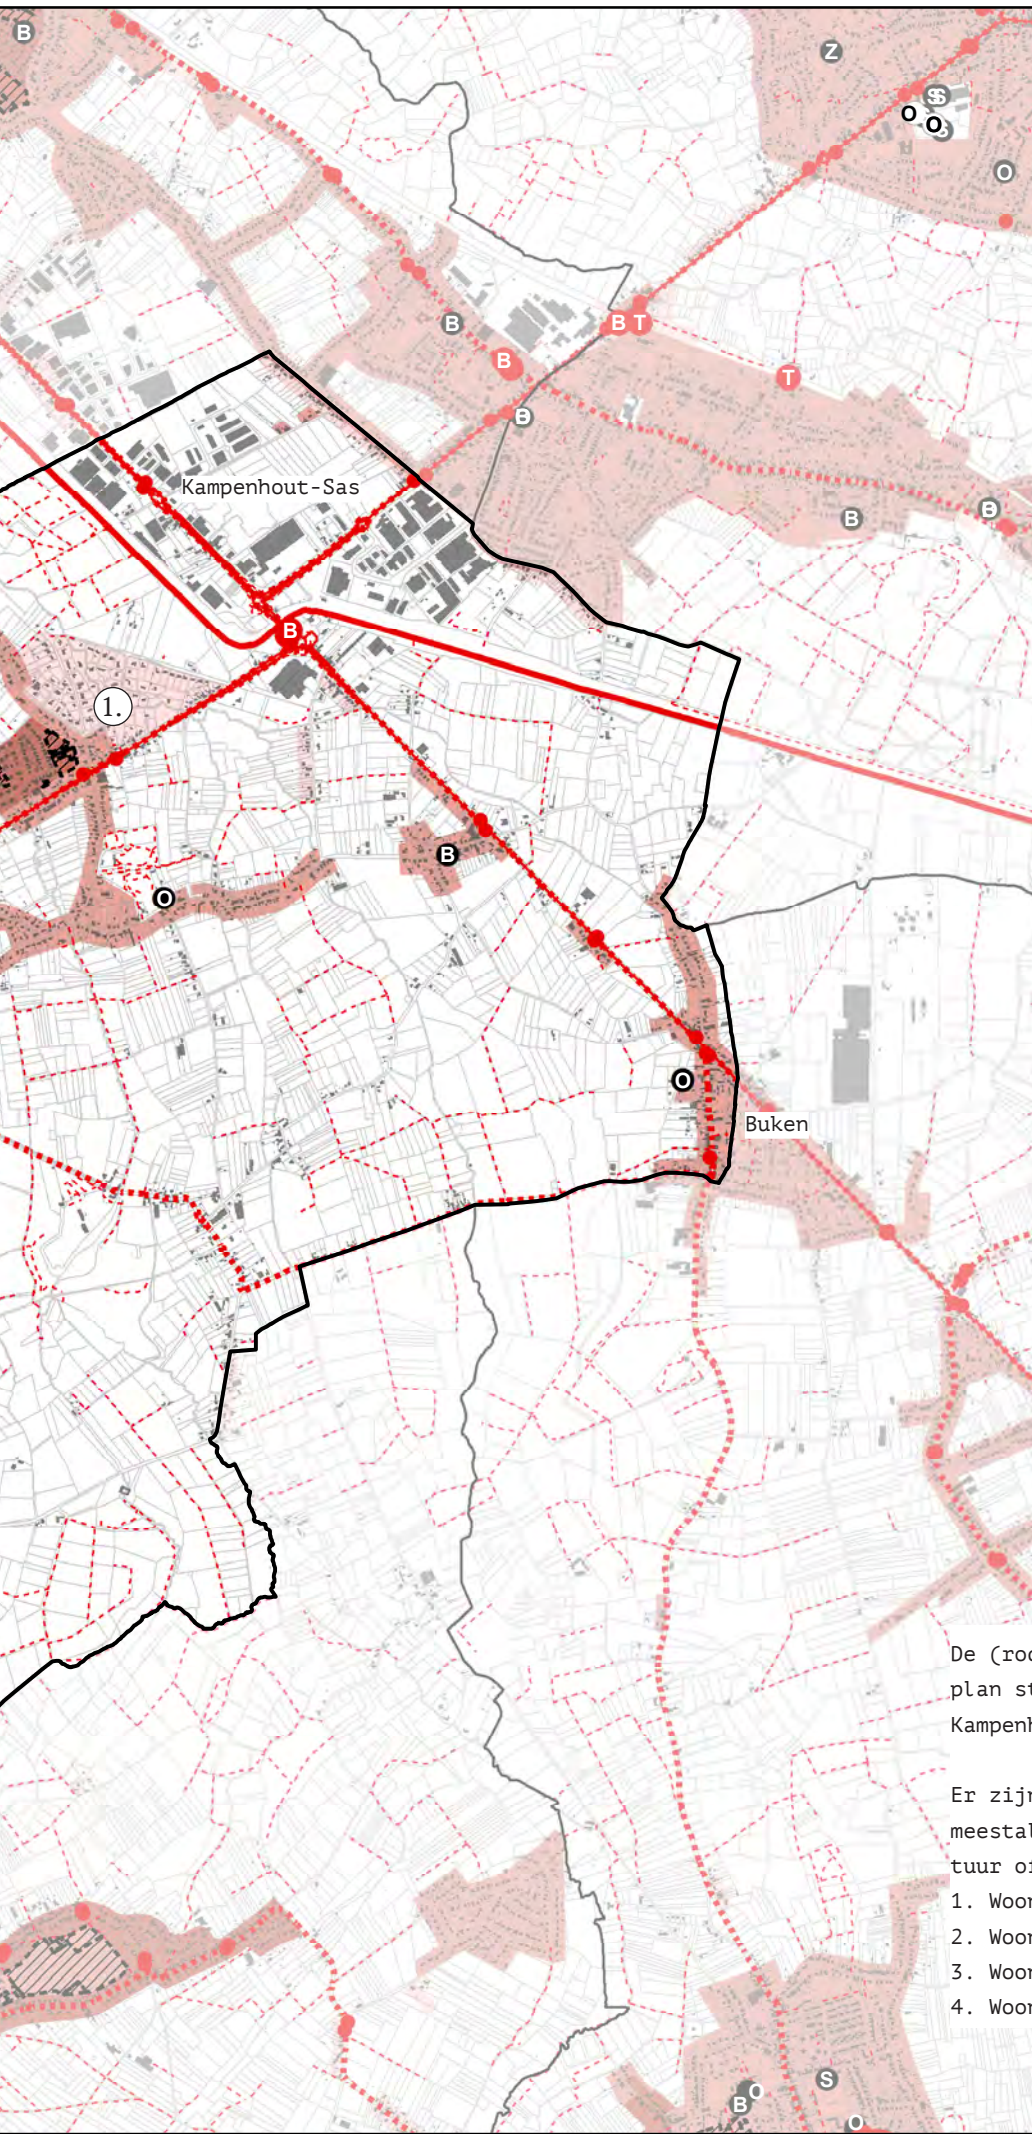 B
Z
S
S
O
O
O
B
B T
B
T
B
Kampenhout-Sas
B
B
B
1.
B
O
O
Buken
De (roo
plan st
Kampenh
Er zijn
meestal
tuur of
1. Woon
2. Woon
3. Woon
4. Woon
S
O
B
O